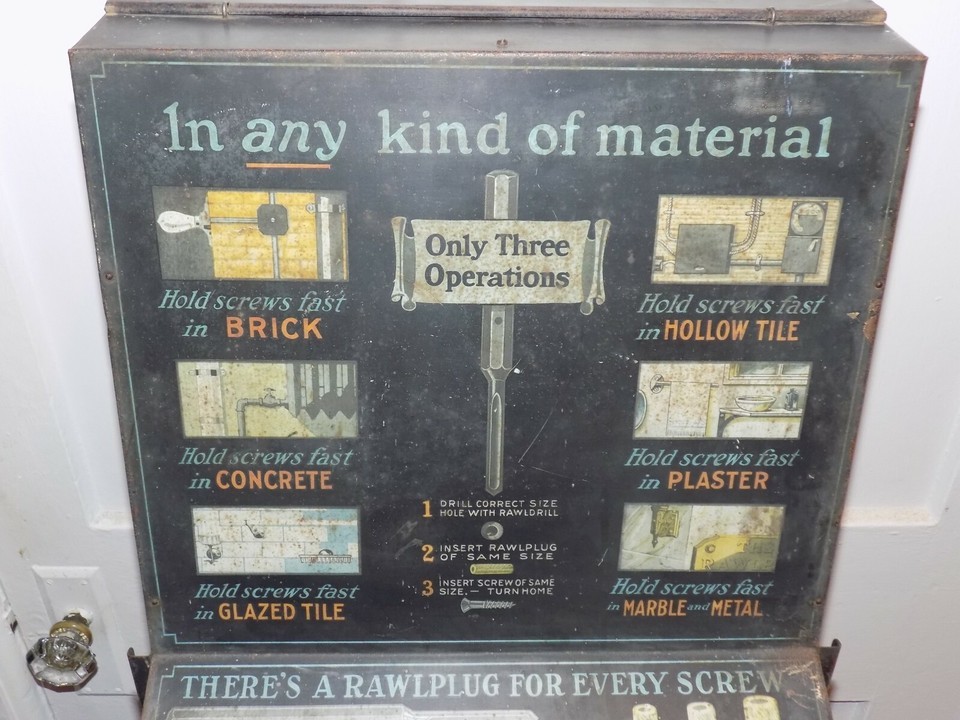 In any kind of material
Only Three
Operations
Hold screws fast
in BRICK
Hold screws fast
in CONCRETE
Hold screws fast
in GLAZED TILE
Hold screws fast
in HOLLOW TILE
Hold screws fast
in PLASTER
Hold screws fast
in MARBLE and METAL
1 DRILL CORRECT SIZE
HOLE WITH RAWLDRILL
2 INSERT RAWLPLUG
OF SAME SIZE
3 INSERT SCREW OF SAME
SIZE. — TURN HOME
THERE'S A RAWLPLUG FOR EVERY SCREW